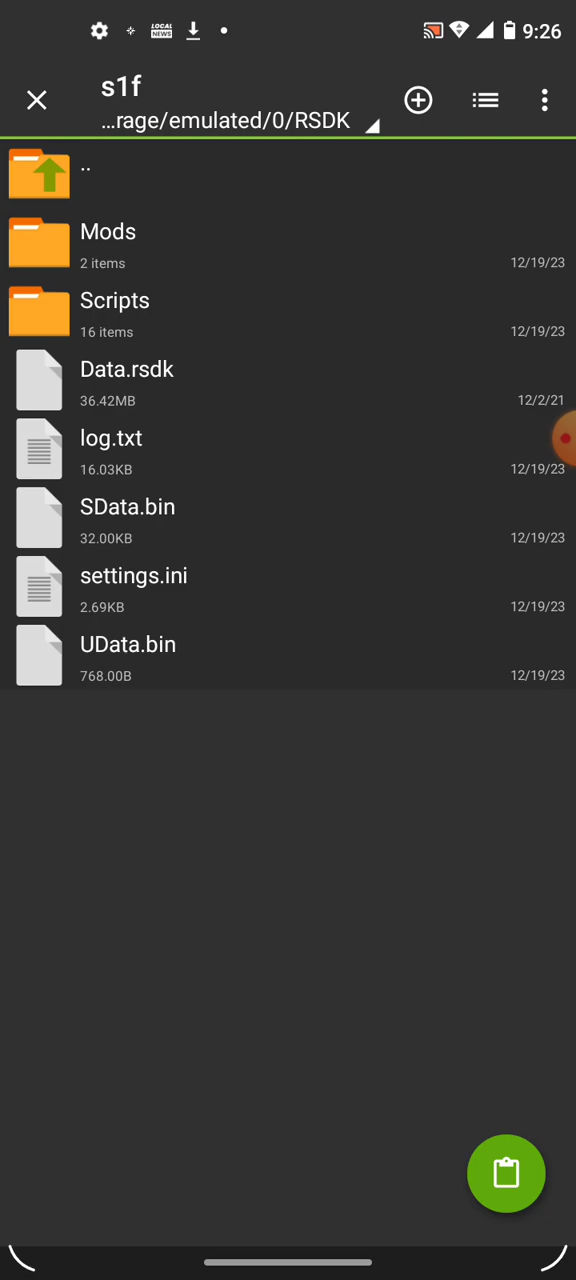 LOCAL
NEWS
9:26
s1f
...rage/emulated/0/RSDK
..
Mods
2 items
12/19/23
Scripts
16 items
12/19/23
Data.rsdk
36.42MB
12/2/21
log.txt
16.03KB
12/19/23
SData.bin
32.00KB
12/19/23
settings.ini
2.69KB
12/19/23
UData.bin
768.00B
12/19/23